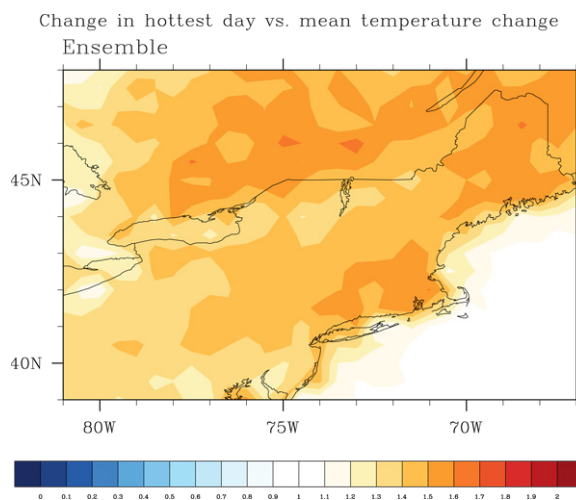 Change in hottest day vs. mean temperature change
Ensemble
45N
40N
80W 75W 70W
0 0.1 0.2 0.3 0.4 0.5 0.6 0.7 0.8 0.9 1 1.1 1.2 1.3 1.4 1.5 1.6 1.7 1.8 1.9 2